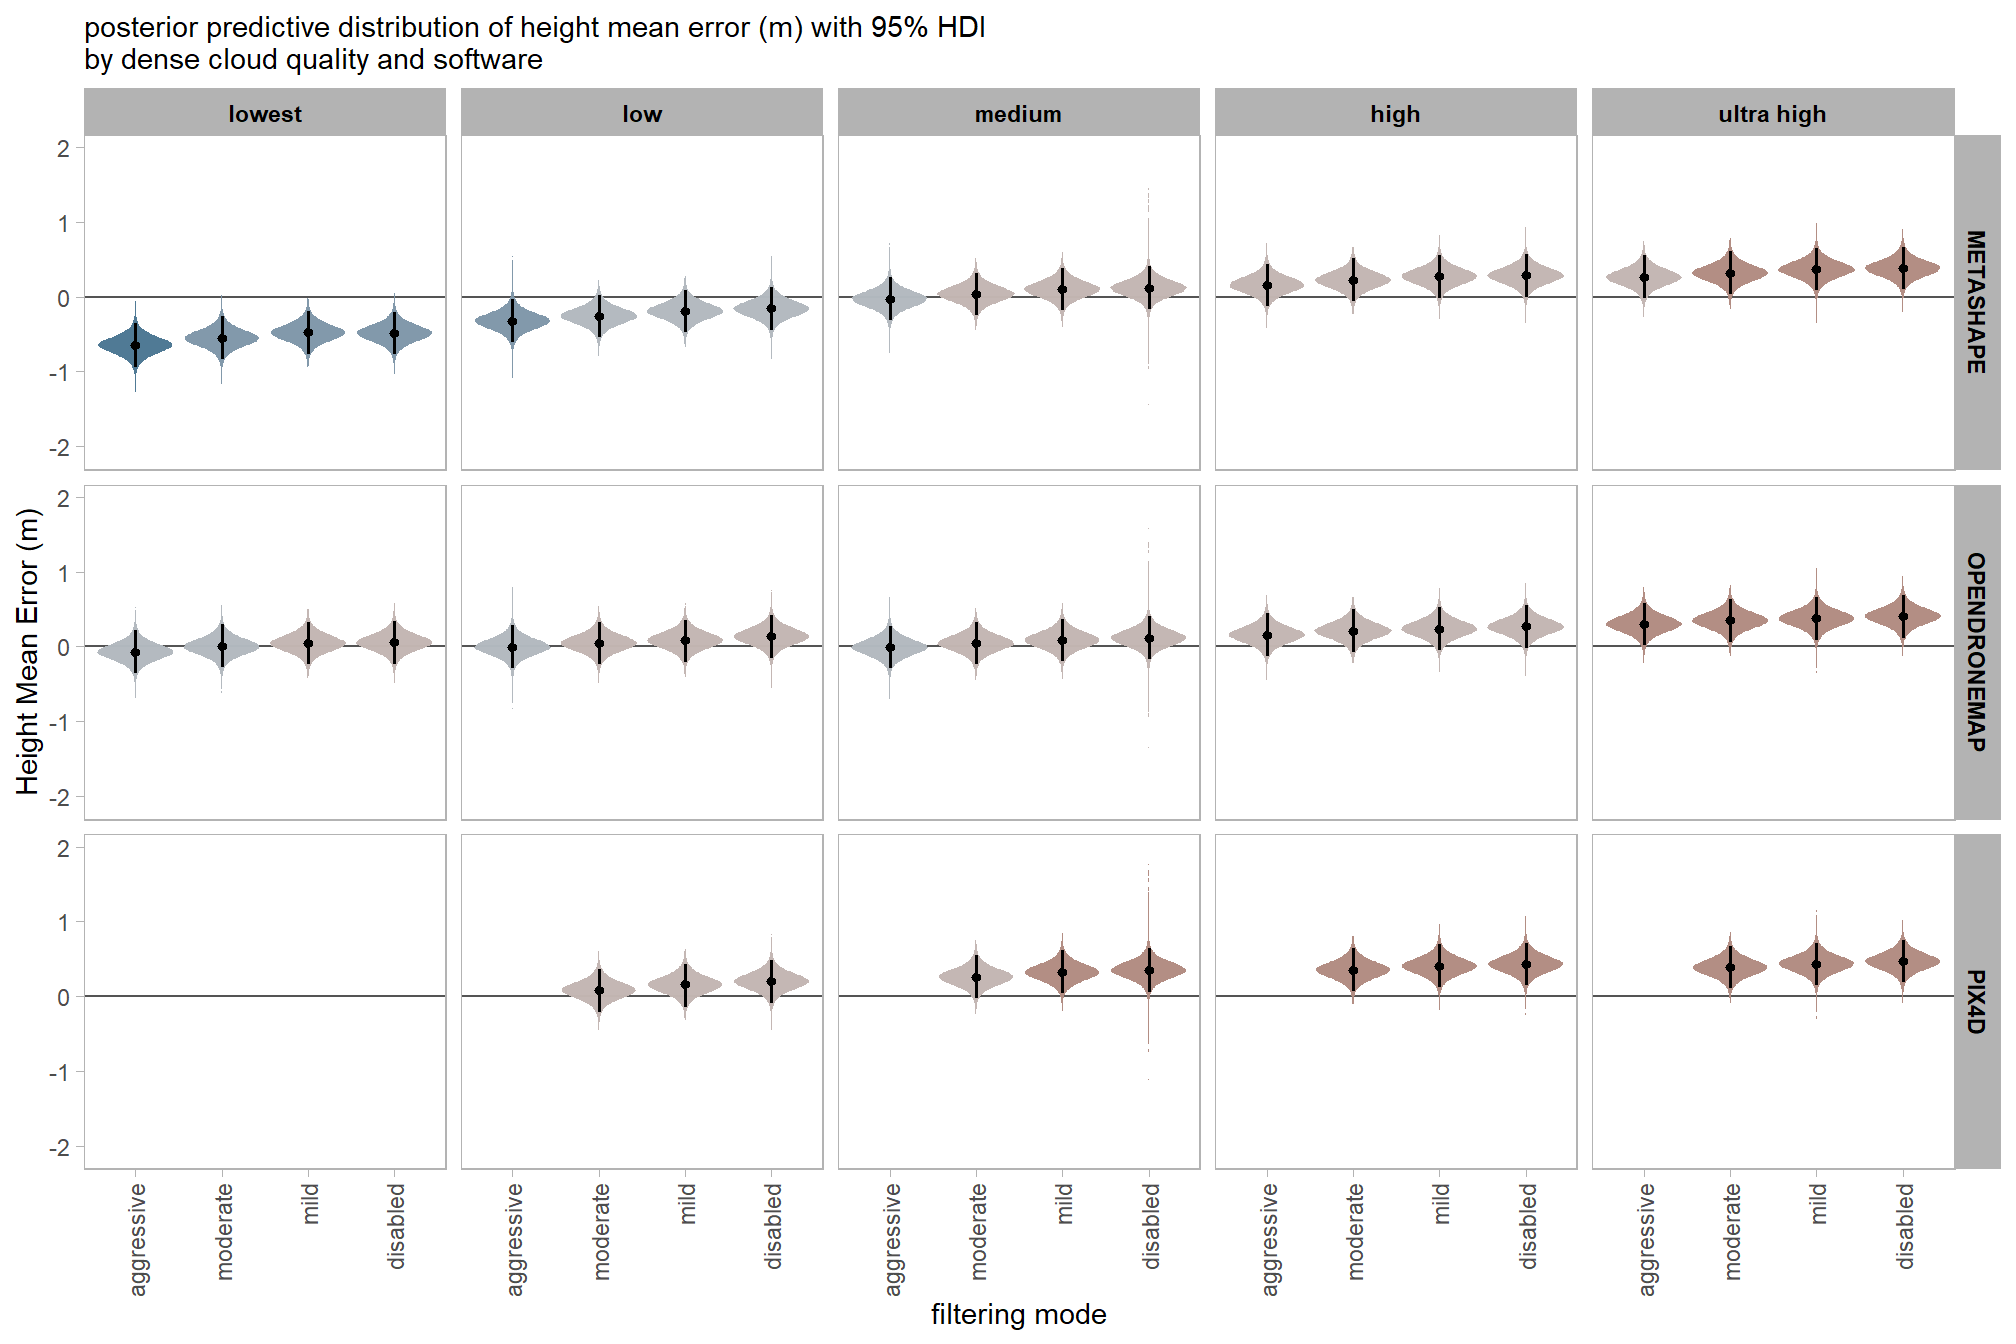 posterior predictive distribution of height mean error (m) with 95% HDI
by dense cloud quality and software
lowest low medium high ultra high
2
1
0
-1
-2
METASHAPE
Height Mean Error (m)
2
1
0
-1
-2
OPENDRONEMAP
2
1
0
-1
-2
PIX4D
aggressive moderate mild disabled aggressive moderate mild disabled aggressive moderate mild disabled aggressive moderate mild disabled aggressive moderate mild disabled
filtering mode